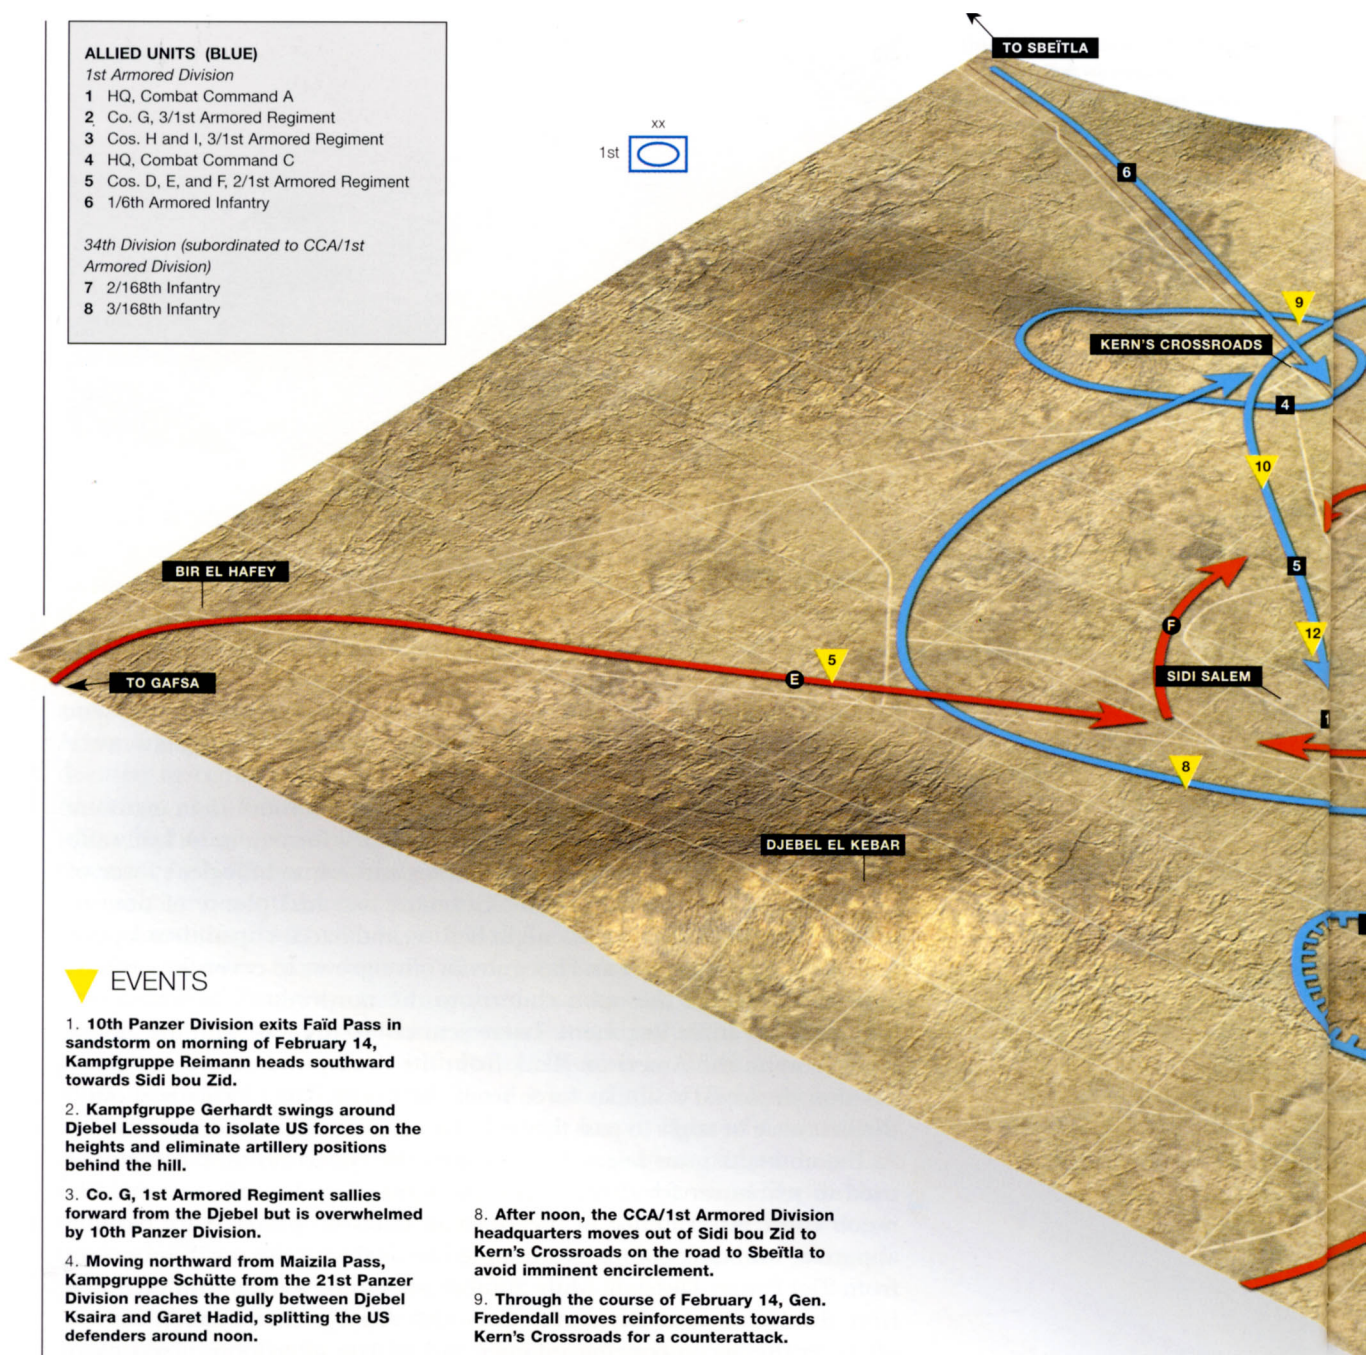 ALLIED UNITS (BLUE)
1st Armored Division
1 HQ, Combat Command A
2 Co. G, 3/1st Armored Regiment
3 Cos. H and I, 3/1st Armored Regiment
4 HQ, Combat Command C
5 Cos. D, E, and F, 2/1st Armored Regiment
6 1/6th Armored Infantry
34th Division (subordinated to CCA/1st
Armored Division)
7 2/168th Infantry
8 3/168th Infantry
xx
1st
TO SBEÏTLA
6
9
KERN'S CROSSROADS
4
10
5
BIR EL HAFEY
F
12
5
E
TO GAFSA
SIDI SALEM
1
8
DJEBEL EL KEBAR
EVENTS
1. 10th Panzer Division exits Faïd Pass in
sandstorm on morning of February 14,
Kampfgruppe Reimann heads southward
towards Sidi bou Zid.
2. Kampfgruppe Gerhardt swings around
Djebel Lessouda to isolate US forces on the
heights and eliminate artillery positions
behind the hill.
3. Co. G, 1st Armored Regiment sallies
forward from the Djebel but is overwhelmed
by 10th Panzer Division.
4. Moving northward from Maizila Pass,
Kampgruppe Schütte from the 21st Panzer
Division reaches the gully between Djebel
Ksaira and Garet Hadid, splitting the US
defenders around noon.
8. After noon, the CCA/1st Armored Division
headquarters moves out of Sidi bou Zid to
Kern's Crossroads on the road to Sbeïtla to
avoid imminent encirclement.
9. Through the course of February 14, Gen.
Fredendall moves reinforcements towards
Kern's Crossroads for a counterattack.